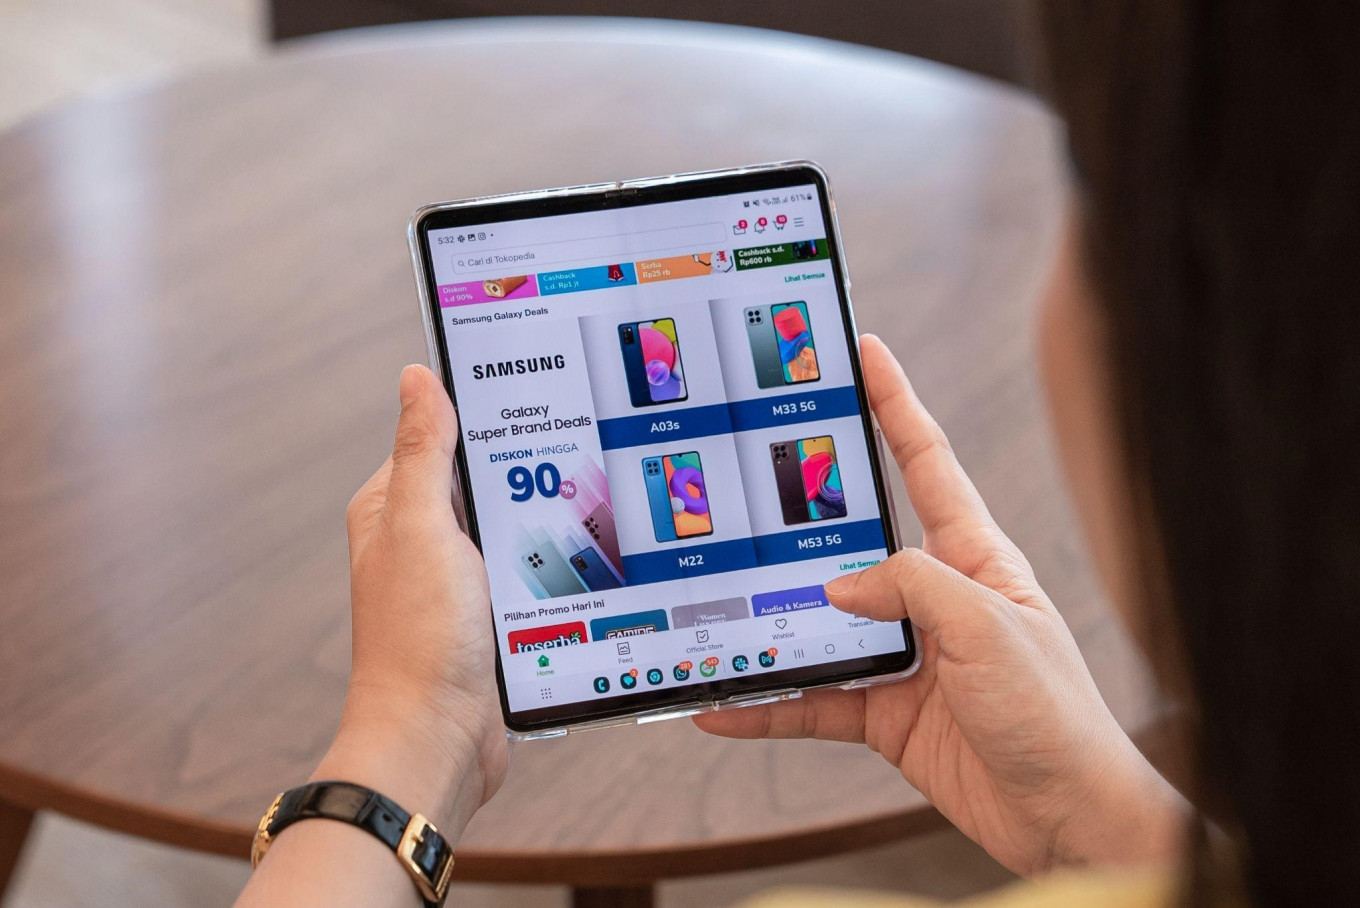 5:32
61%
Cari di Tokopedia
Diskon
s.d 90%
Cashback
s.d. Rp1 jt
Serba
Rp25 rb
Cashback s.d.
Rp600 rb
Samsung Galaxy Deals
Lihat Semua
SAMSUNG
Galaxy
Super Brand Deals
DISKON HINGGA
90%
A03s
M33 5G
M22
M53 5G
Pilihan Promo Hari Ini
Lihat Semua
toserba
GAMING
Women
Audio & Kamera
Home
Feed
Official Store
Wishlist
Transaksi